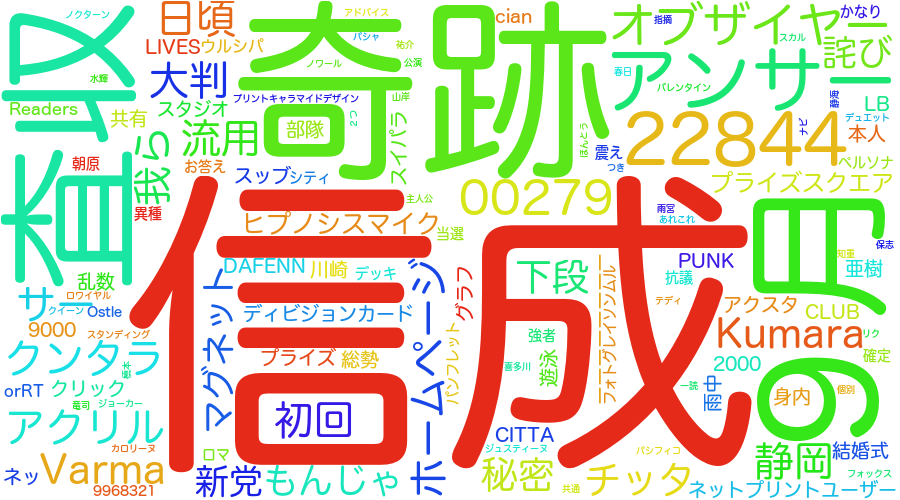 ノクターン
日頃
cian
アドバイス
オブザイヤー
指摘
かなり
LIVES
ウルシバ
パシャ
祐介
スカル
詫び
収
奇跡
ノワール
公演
水輝
大判
アンサー
春日
バレンタイン
Readers
共有
スタジオ
プリントキャラマイドデザイン
2つ
山岸
静寂
LB
デュエット
流用
部隊
スイパラ
ほんとう
22844
ナビ
本人
朝原
お答え
我ら
スップ
シティ
震え
つき
ペルソナ
査
異種
主人公
00279
プライズスクエア
雨宮
あれこれ
信成
ヒプノシスマイク
当選
月
保志
乱数
DAFENN
川崎
デッキ
下段
PUNK
抗議
知重
亜樹
サー
ロワイヤル
クイーン
Ostle
マグネット
ディビジョンカード
グラフ
フォトグレイソンムル
テディ
アクスタ
CLUB
9000
スタンディング
強者
Kumara
リク
クンタラ
プライズ
総勢
パンフレット
喜多川
遊泳
2000
確定
orRT
クリック
ホームページ
一読
雨中
身内
個別
9
竜司
ジョーカー
アクリル
初回
CITTA
カロリーヌ
ロマ
ジュスティーヌ
パシフィコ
静岡
結婚式
ネッ
Varma
新党
もんじゃ
秘密
共通
チッタ
フォックス
9968321
ネットプリントユーザー